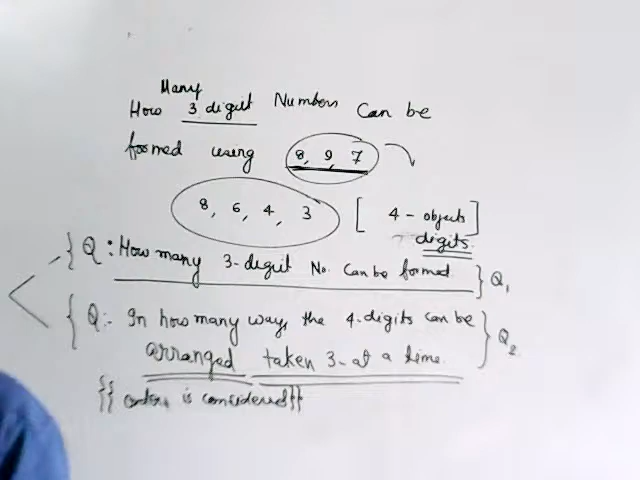 Many
How 3 digit Numbers Can be
formed using 8, 9, 7
8, 6, 4, 3 [ 4 - objects ]
digits.
{ Q : How many 3-digit No. Can be formed } Q1
{ Q:- In how many ways the 4-digits can be } Q2
arranged taken 3-at a time.
{{ order is considered }}